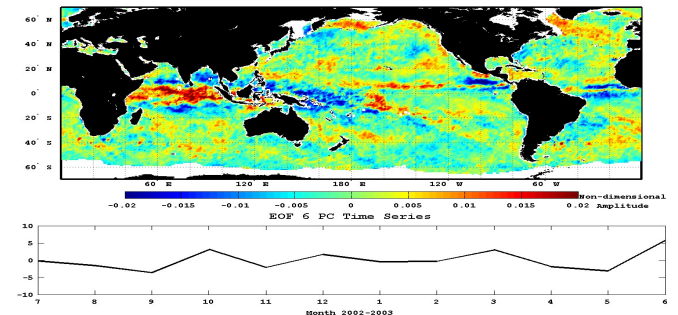 60° N
40° N
20° N
0°
20° S
40° S
60° S
60 E 120 E 180 E 120 W 60 W
-0.02 -0.015 -0.01 -0.005 0 0.005 0.01 0.015 0.02
Non-dimensional
Amplitude
EOF 6 PC Time Series
10
5
0
-5
-10
7 8 9 10 11 12 1 2 3 4 5 6
Month 2002-2003